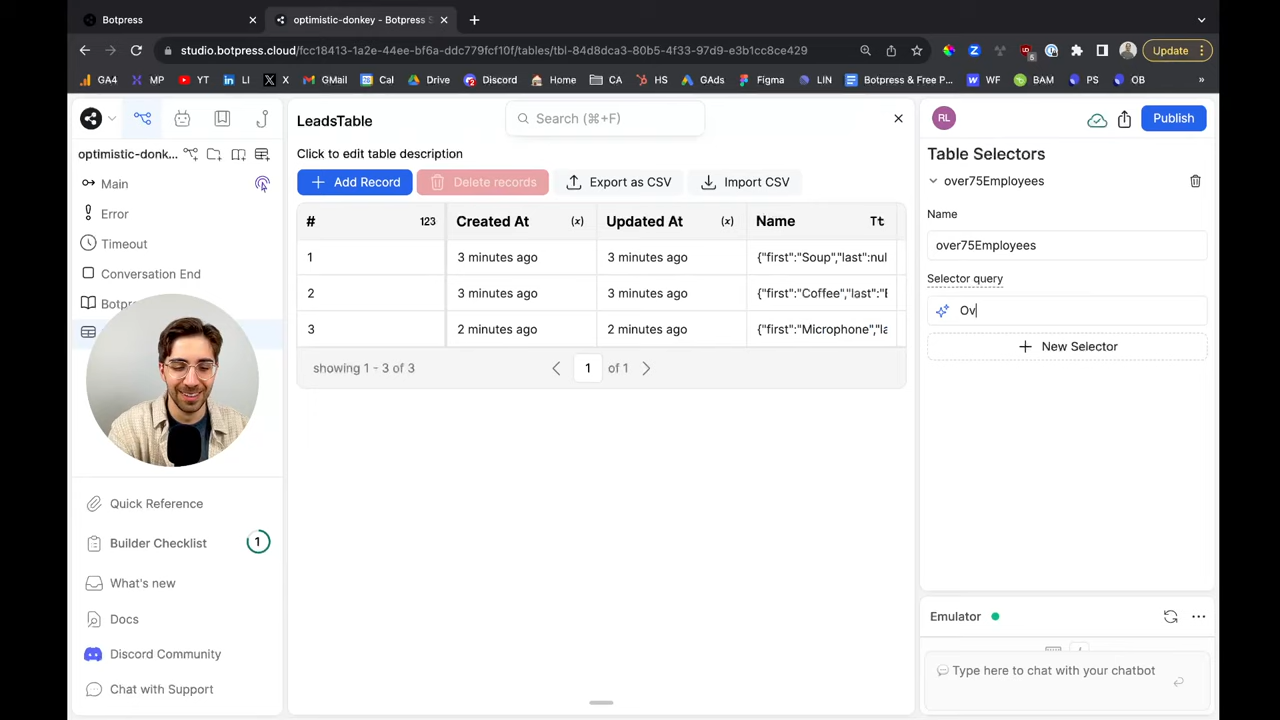 Botpress
optimistic-donkey - Botpress S
studio.botpress.cloud/fcc18413-1a2e-44ee-bf6a-ddc779fcf10f/tables/tbl-84d8dca3-80b5-4f33-97d9-e3b1cc8ce429
Update
GA4
MP
YT
LI
X
GMail
Cal
Drive
Discord
Home
CA
HS
GAds
Figma
LIN
Botpress & Free P...
WF
BAM
PS
OB
»
optimistic-donk...
Main
Error
Timeout
Conversation End
Botp
Quick Reference
Builder Checklist
1
What's new
Docs
Discord Community
Chat with Support
LeadsTable
Search (⌘+F)
Click to edit table description
Add Record
Delete records
Export as CSV
Import CSV
# 123 Created At (x) Updated At (x) Name Tt
1 3 minutes ago 3 minutes ago {"first":"Soup","last":nul
2 3 minutes ago 3 minutes ago {"first":"Coffee","last":"
3 2 minutes ago 2 minutes ago {"first":"Microphone","la
showing 1 - 3 of 3
1 of 1
RL
Publish
Table Selectors
over75Employees
Name
over75Employees
Selector query
Ov
New Selector
Emulator
Type here to chat with your chatbot